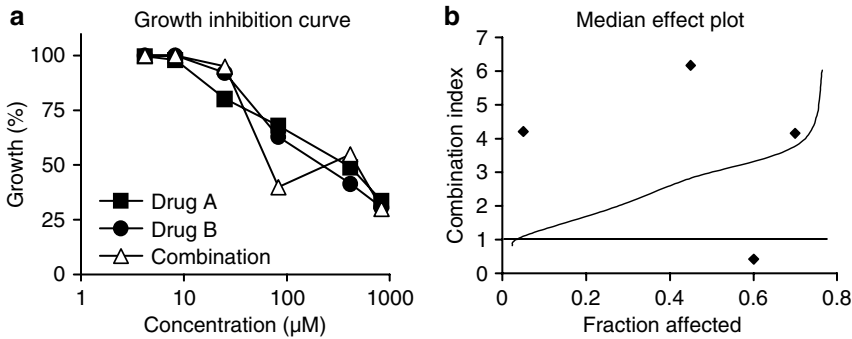 a
Growth inhibition curve
Growth (%)
100
75
50
25
0
Drug A
Drug B
Combination
1
10
100
1000
Concentration (µM)
b
Median effect plot
Combination index
7
6
5
4
3
2
1
0
0
0.2
0.4
0.6
0.8
Fraction affected